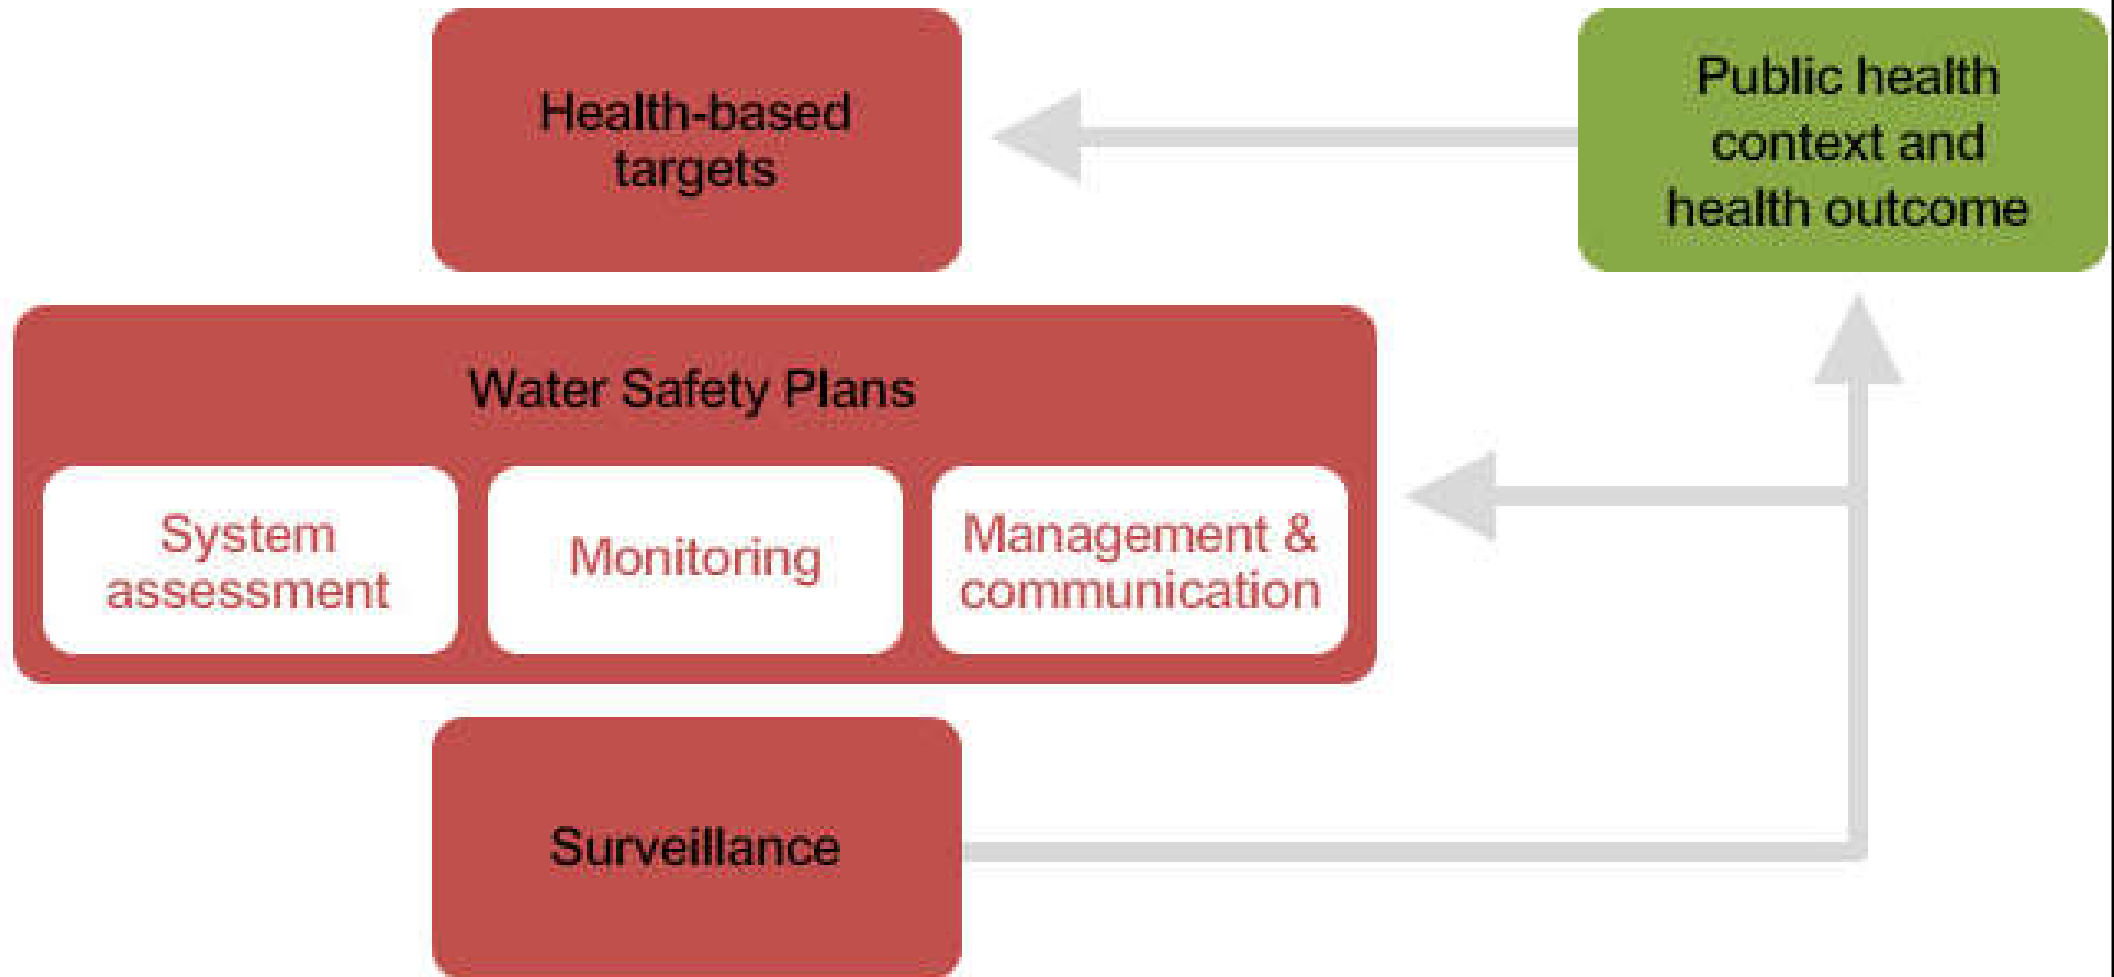 Health-based
targets
Public health
context and
health outcome
Water Safety Plans
System
assessment
Monitoring
Management &
communication
Surveillance